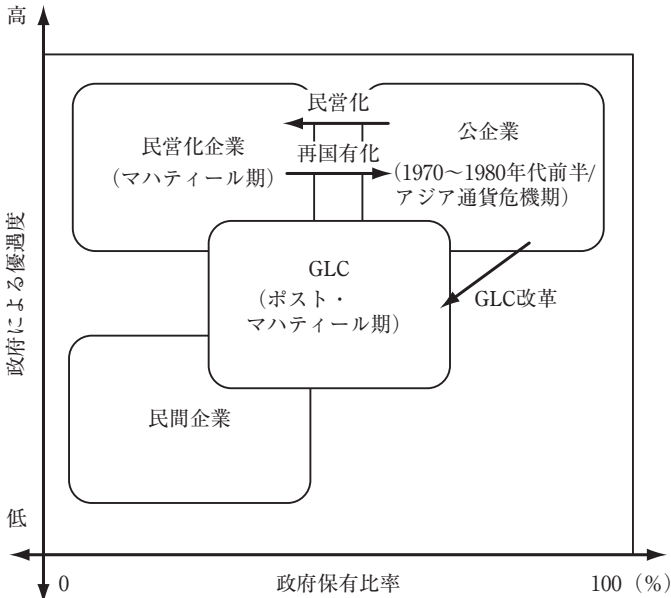 高
民営化
民営化企業
（マハティール期）
再国有化
公企業
（1970～1980年代前半/
アジア通貨危機期）
政府による優遇度
GLC
（ポスト・
マハティール期）
GLC改革
民間企業
低
0
政府保有比率
100（%）